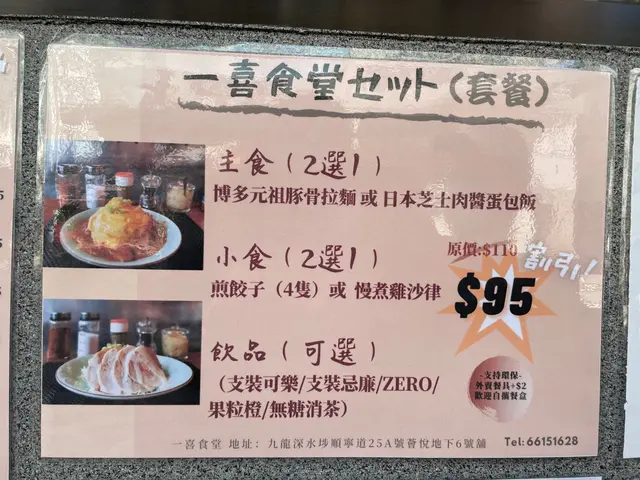 一喜食堂セット(套餐)
主食(2選1)
博多元祖豚骨拉麵 或 日本芝士肉醬蛋包飯
小食(2選1)
煎餃子(4隻)或 慢煮雞沙律
原價:$110
割引!
$95
飲品(可選)
(支裝可樂/支裝忌廉/ZERO/
果粒橙/無糖消茶)
-支持環保-
外賣餐具+$2
歡迎自攜餐盒
一喜食堂 地址: 九龍深水埗順寧道25A號薈悅地下6號舖
Tel:66151628